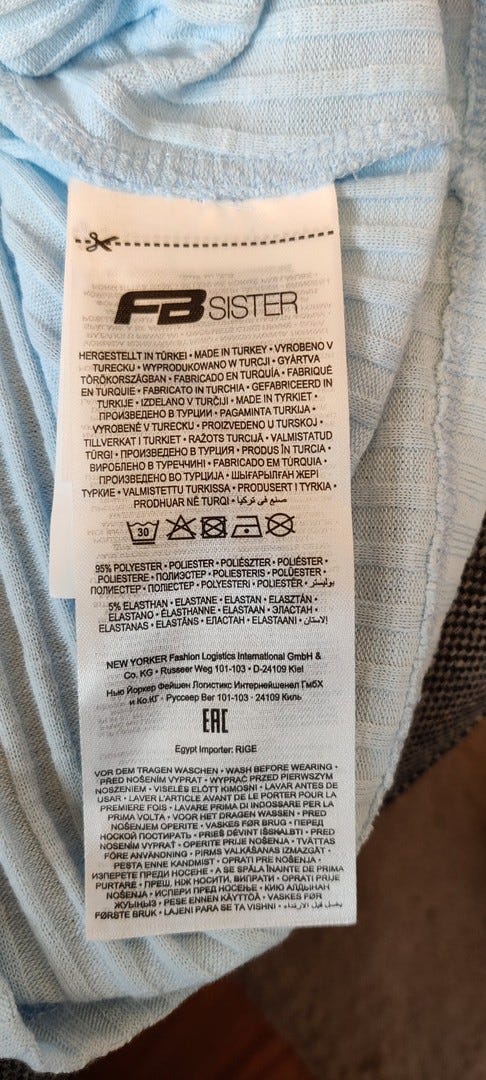 FB SISTER
HERGESTELLT IN TÜRKEI • MADE IN TURKEY • VYROBENO V
TURECKU • WYPRODUKOWANO W TURCJI • GYÁRTVA
TÖRÖKORSZÁGBAN • FABRICADO EN TURQUÍA • FABRIQUÉ
EN TURQUIE • FABRICATO IN TURCHIA • GEFABRICEERD IN
TURKIJE • IZDELANO V TURČIJI • MADE IN TYRKIET •
ПРОИЗВЕДЕНО В ТУРЦИИ • PAGAMINTA TURKIJA •
VYROBENÉ V TURECKU • PROIZVEDENO U TURSKOJ •
TILLVERKAT I TURKIET • RAŽOTS TURCIJĀ • VALMISTATUD
TÜRGI • ПРОИЗВЕДЕНО В ТУРЦИЯ • PRODUS ÎN TURCIA •
ВИРОБЛЕНО В ТУРЕЧЧИНІ • FABRICADO EM TÚRQUIA •
ПРОИЗВЕДЕНО ВО ТУРЦИЈА • ШЫҒАРЫЛҒАН ЖЕРІ
ТУРКИЕ • VALMISTETTU TURKISSA • PRODUSERT I TYRKIA •
PRODHUAR NË TURQI • صنع في تركيا
30
95% POLYESTER • POLIESTER • POLIÉSZTER • POLIÉSTER •
POLIESTERE • ПОЛИЭСТЕР • POLIESTERIS • POLÜESTER •
ПОЛИЕСТЕР • ПОЛІЕСТЕР • POLYESTERI • POLIESTËR • بوليستر
5% ELASTHAN • ELASTANE • ELASTAN • ELASZTÁN •
ELASTANO • ÉLASTHANNE • ELASTAAN • ЭЛАСТАН •
ELASTANAS • ELASTĀNS • ЕЛАСТАН • ELASTAANI • الاستان
NEW YORKER Fashion Logistics International GmbH &
Co. KG • Russeer Weg 101-103 • D-24109 Kiel
Нью Йоркер Фейшен Логистикс Интернейшенел ГмбХ
и Ко.КГ • Руссеер Вег 101-103 • 24109 Киль
EAC
Egypt Importer: RIGE
VOR DEM TRAGEN WASCHEN • WASH BEFORE WEARING •
PŘED NOŠENÍM VYPRAT • WYPRAĆ PRZED PIERWSZYM
NOSZENIEM • VISELÉS ELŐTT KIMOSNI • LAVAR ANTES DE
USAR • LAVER L'ARTICLE AVANT DE LE PORTER POUR LA
PREMIÈRE FOIS • LAVARE PRIMA DI INDOSSARE PER LA
PRIMA VOLTA • VOOR HET DRAGEN WASSEN • PRED
NOŠENJEM OPERITE • VASKES FØR BRUG • ПЕРЕД
НОСКОЙ ПОСТИРАТЬ • PRIEŠ DĖVINT IŠSKALBTI • PRED
NOSENÍM VYPRAŤ • OPERITE PRIJE NOŠENJA • TVÄTTAS
FÖRE ANVÄNDNING • PIRMS VALKĀŠANAS IZMAZGĀT •
PESTA ENNE KANDMIST • OPRATI PRE NOŠENJA •
ИЗПЕРЕТЕ ПРЕДИ НОСЕНЕ • A SE SPĂLA ÎNAINTE DE PRIMA
PURTARE • ПРЕШ, НІЖ НОСИТИ, ВИПРАТИ • OPRATI PRIJE
NOŠENJA • ИСПЕРИ ПРЕД НОСЕЊЕ • КИЮ АЛДЫНАН
ЖУЫҢЫЗ • PESE ENNEN KÄYTTÖÄ • VASKES FØR
FØRSTE BRUK • LAJENI PARA SE TA VISHNI • يغسل قبل الارتداء